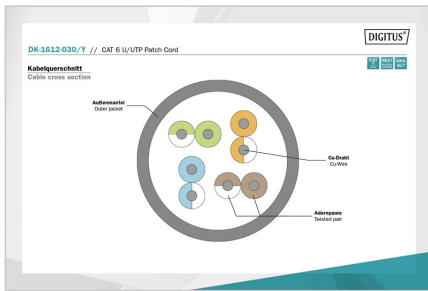 DIGITUS®
DK-1612-030/Y // CAT 6 U/UTP Patch Cord
Kabelquerschnitt
Cable cross section
Außenmantel
Outer jacket
Cu-Draht
Cu-Wire
Adernpaare
Twisted pair